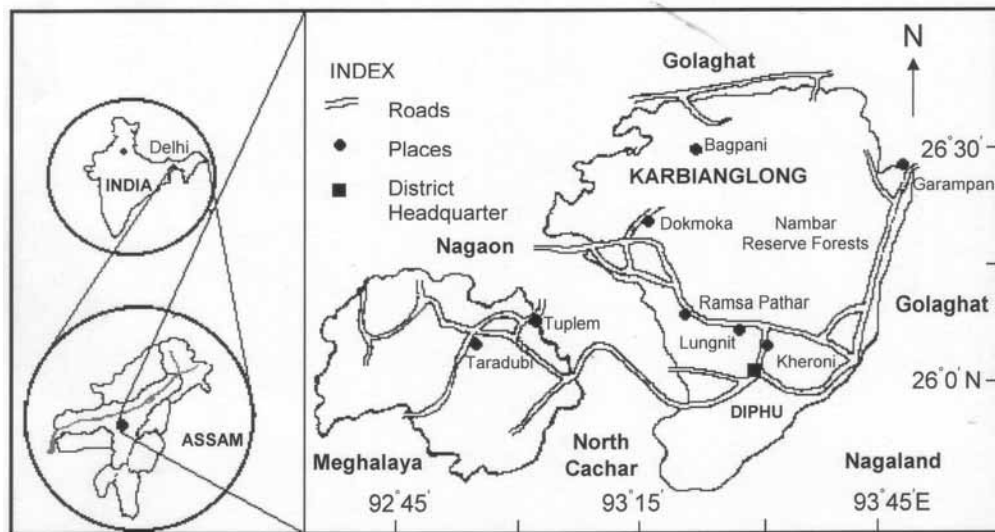 Delhi
INDIA
ASSAM
INDEX
Roads
Places
District
Headquarter
N
Golaghat
Bagpani
26°30'
KARBIANGLONG
Garampan
Dokmoka
Nambar
Reserve Forests
Nagaon
Golaghat
Ramsa Pathar
Tuplem
Lungnit
Taradubi
Kheroni
26°0' N
DIPHU
Meghalaya
North
Cachar
Nagaland
92°45'
93°15'
93°45'E